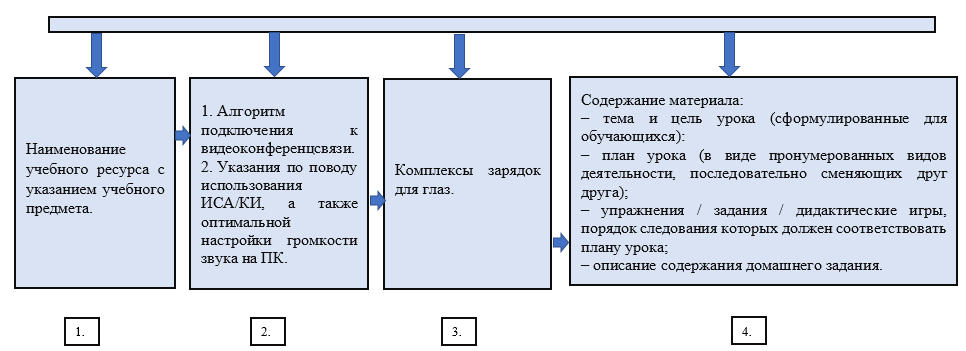 Наименование
учебного ресурса с
указанием учебного
предмета.
1. Алгоритм
подключения к
видеоконференцсвязи.
2. Указания по поводу
использования
ИСА/КИ, а также
оптимальной
настройки громкости
звука на ПК.
Комплексы зарядок
для глаз.
Содержание материала:
– тема и цель урока (сформулированные для
обучающихся):
– план урока (в виде пронумерованных видов
деятельности, последовательно сменяющих друг
друга);
– упражнения / задания / дидактические игры,
порядок следования которых должен соответствовать
плану урока;
– описание содержания домашнего задания.
1.
2.
3.
4.